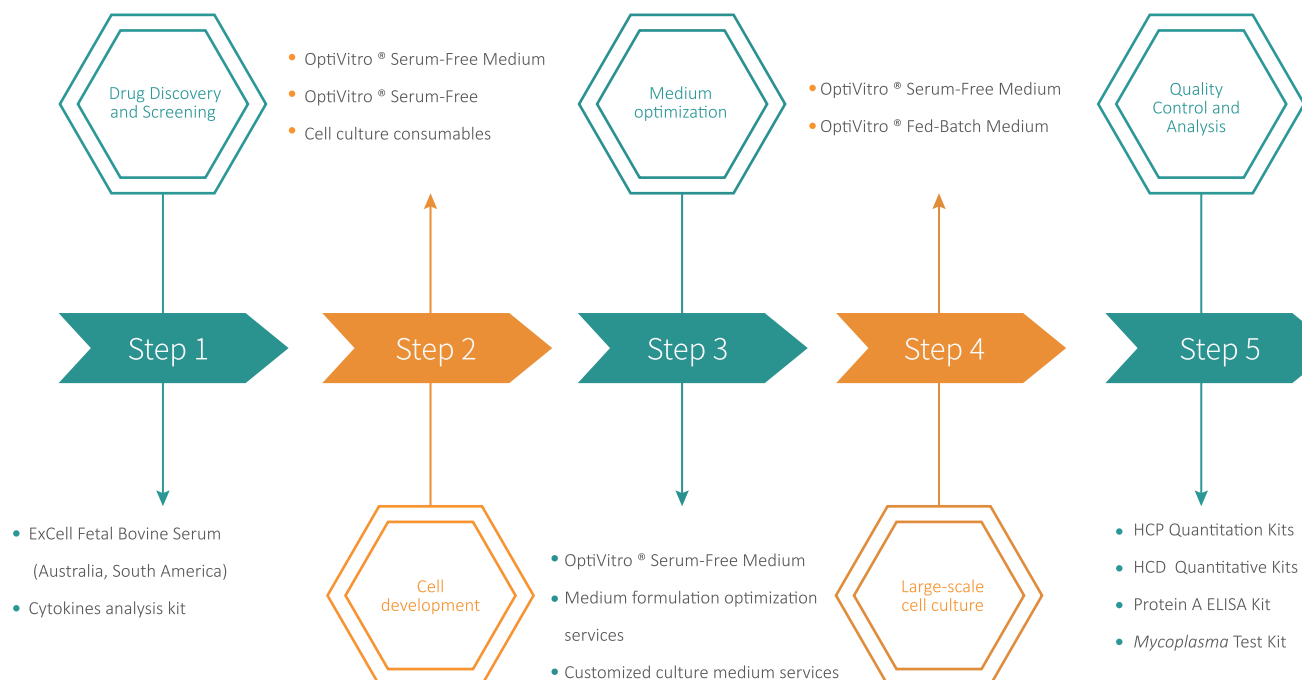 Drug Discovery
and Screening
OptiVitro ® Serum-Free Medium
OptiVitro ® Serum-Free
Cell culture consumables
Medium
optimization
OptiVitro ® Serum-Free Medium
OptiVitro ® Fed-Batch Medium
Quality
Control and
Analysis
Step 1
Step 2
Step 3
Step 4
Step 5
ExCell Fetal Bovine Serum
(Australia, South America)
Cytokines analysis kit
Cell
development
OptiVitro ® Serum-Free Medium
Medium formulation optimization
services
Customized culture medium services
Large-scale
cell culture
HCP Quantitation Kits
HCD Quantitative Kits
Protein A ELISA Kit
Mycoplasma Test Kit